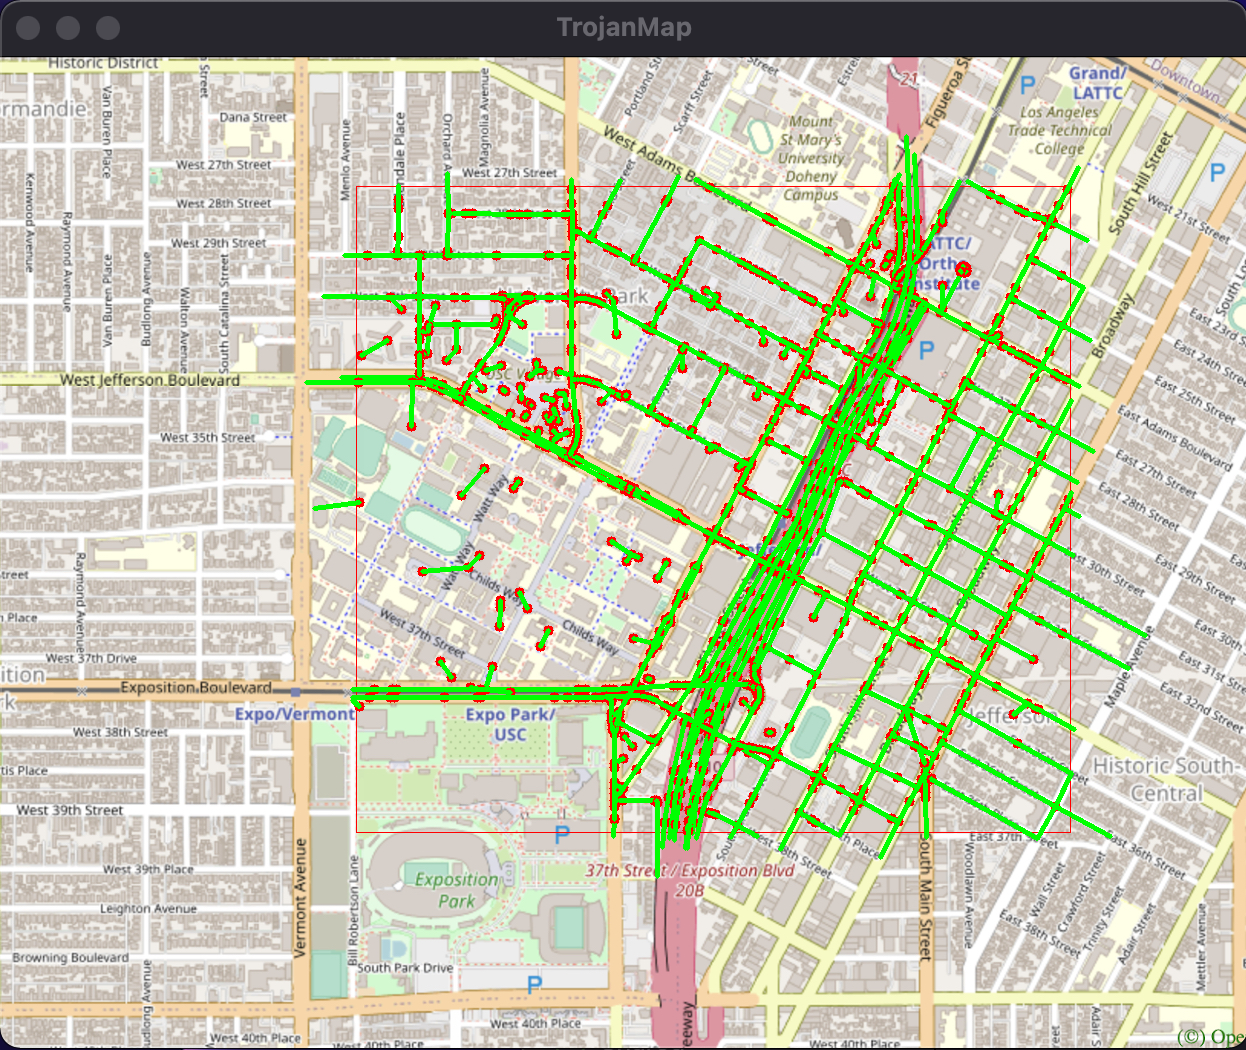 TrojanMap
Historic District
Portland St
Scarff Street
Street
Estre
21
Figueroa S
P
Grand/
LATTC
Downtown
rmandie
Van Buren Place
Dana Street
Menlo Avenue
ndale Place
Orchard A
Magnolia Avenue
West Adams B
Mount
St Mary's
University
Doheny
Campus
Los Angeles
Trade Technical
College
South Hill Street
P
West 27th Street
West 27th Street
Kenwood Avenue
West 28th Street
Raymond Avenue
West 29th Street
West 21st Street
ATTC/
Ortho
Institute
Van Buren Place
Budlong Avenue
Walton Avenue
South Catalina Street
ark
Broadway
South Lo
East 23rd S
P
East 24th Stre
West Jefferson Boulevard
USC Village
East 25th Street
East Adams Boulevard
West 35th Street
East 27th Street
East 28th Street
Watt Way
Raymond Avenue
treet
Watt Way
Childs Way
East 30th Street
East 29th Street
n Place
West 37th Street
Childs Way
East 30t
East 31st Stre
West 37th Drive
ition
rk
Exposition Boulevard
Maple Avenue
East 32nd Street
Expo/Vermont
Expo Park/
USC
Jefferson
West 38th Street
tis Place
Historic South-
Central
West 39th Street
P
East 37th Street
East 36th Street
37th Street / Exposition Blvd
20B
West 39th Place
Exposition
Park
Vermont Avenue
Bill Robertson Lane
Leighton Avenue
South Main Street
Woodlawn Avenue
Wall Street
Crawford Street
Trinity Street
Adair Street
East 38th Street
Mettler Avenue
Browning Boulevard
South Park Drive
P
udlong Avenue
West 40th Place
eeway
West 40th Place
West 40th Place
West 40th Place
Adair S
(©) Ope